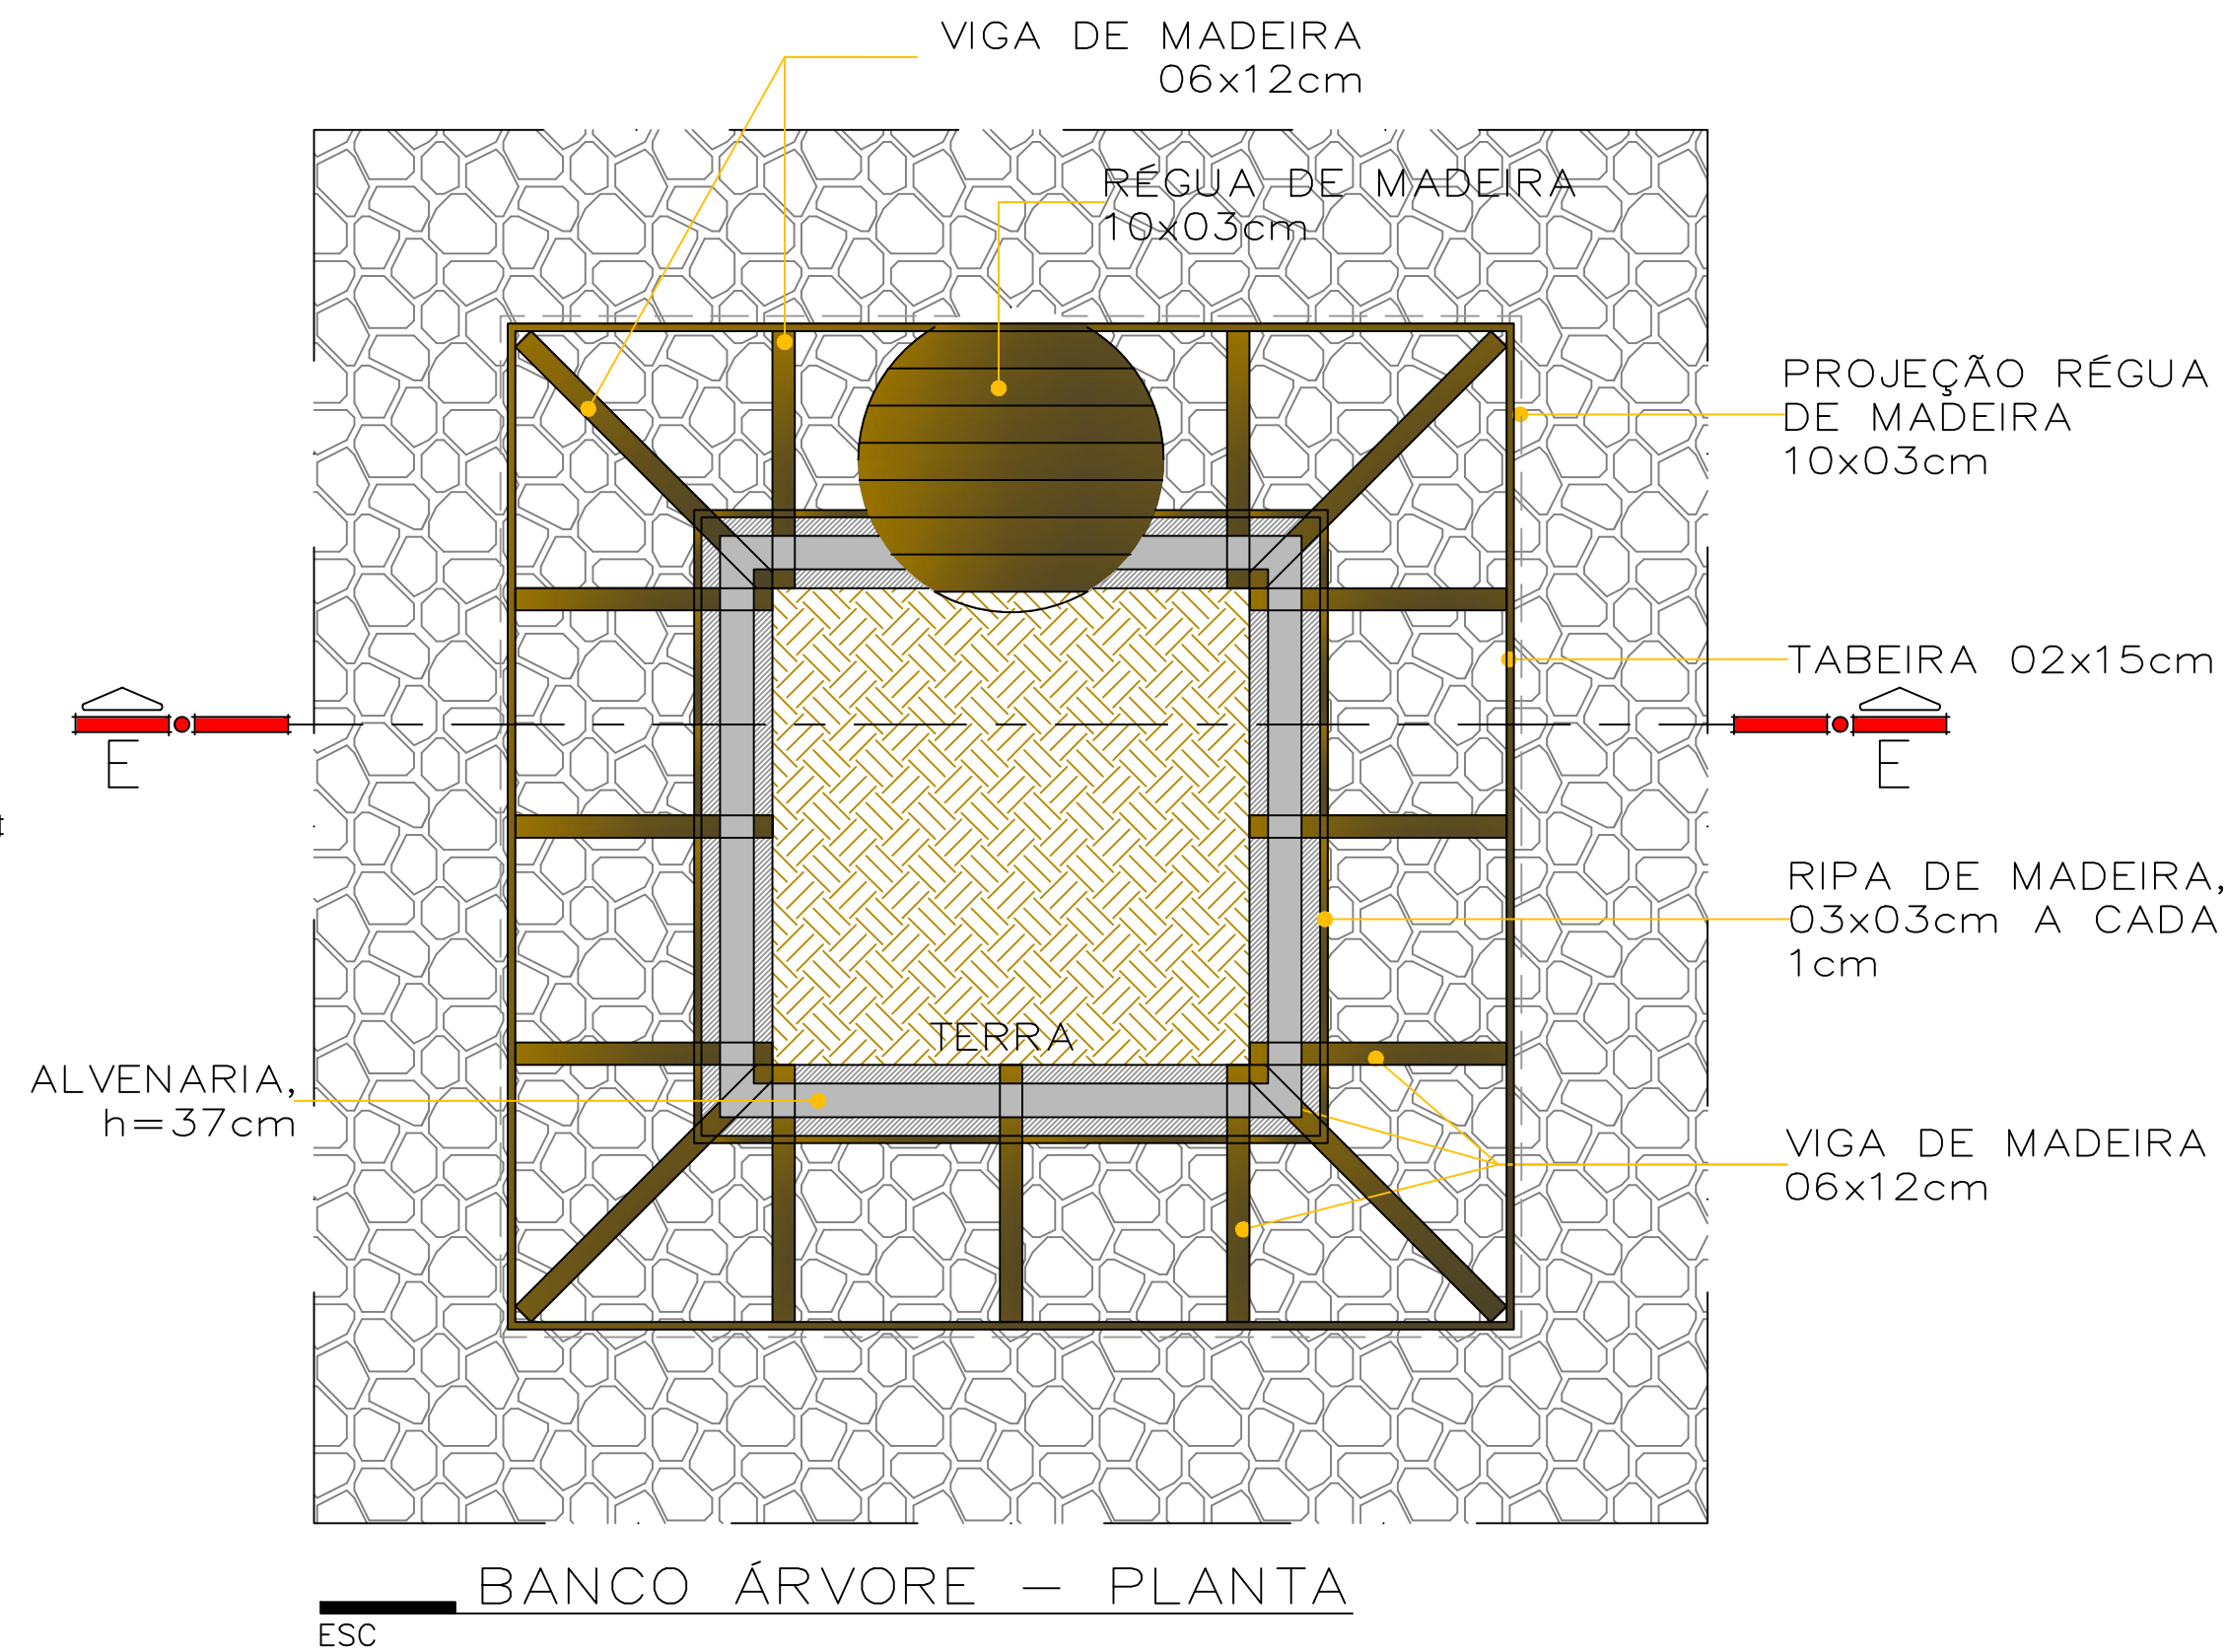 VIGA DE MADEIRA
06x12cm
RÉGUA DE MADEIRA
10x03cm
PROJEÇÃO RÉGUA
DE MADEIRA
10x03cm
TABEIRA 02x15cm
E
E
RIPA DE MADEIRA,
03x03cm A CADA
1cm
TERRA
ALVENARIA,
h=37cm
VIGA DE MADEIRA
06x12cm
BANCO ÁRVORE – PLANTA
ESC